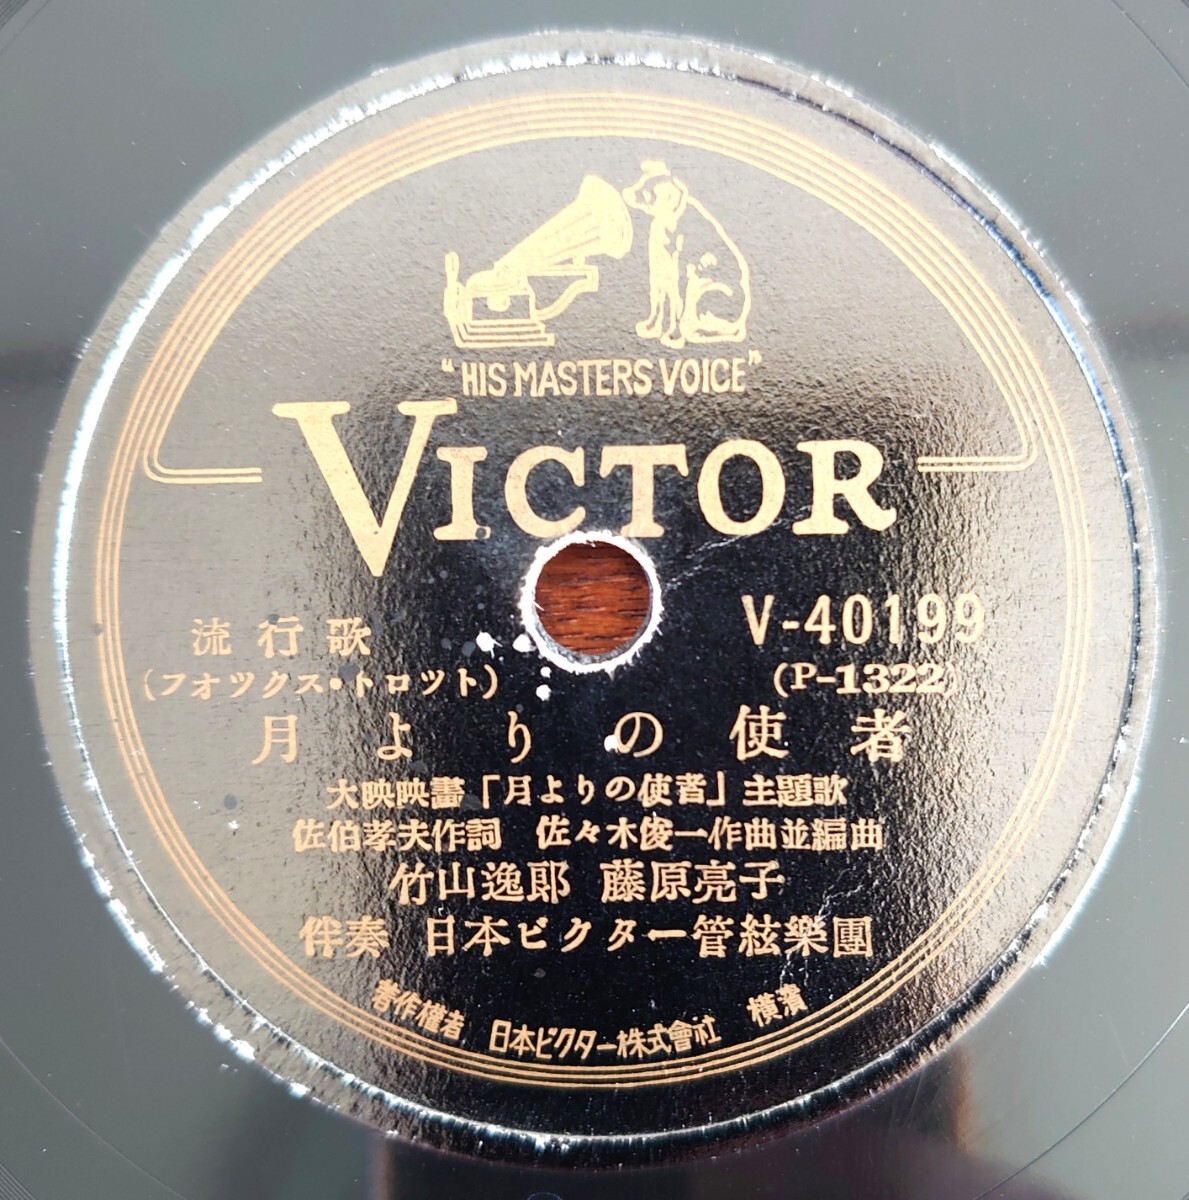 "HIS MASTERS VOICE"
VICTOR
流行歌
V-40199
(フオツクス・トロツト)
(P-1322)
月よりの使者
大映映畫「月よりの使者」主題歌
佐伯孝夫作詞 佐々木俊一作曲並編曲
竹山逸郎 藤原亮子
伴奏 日本ビクター管絃樂團
著作權者 日本ビクター株式會社 橫濱